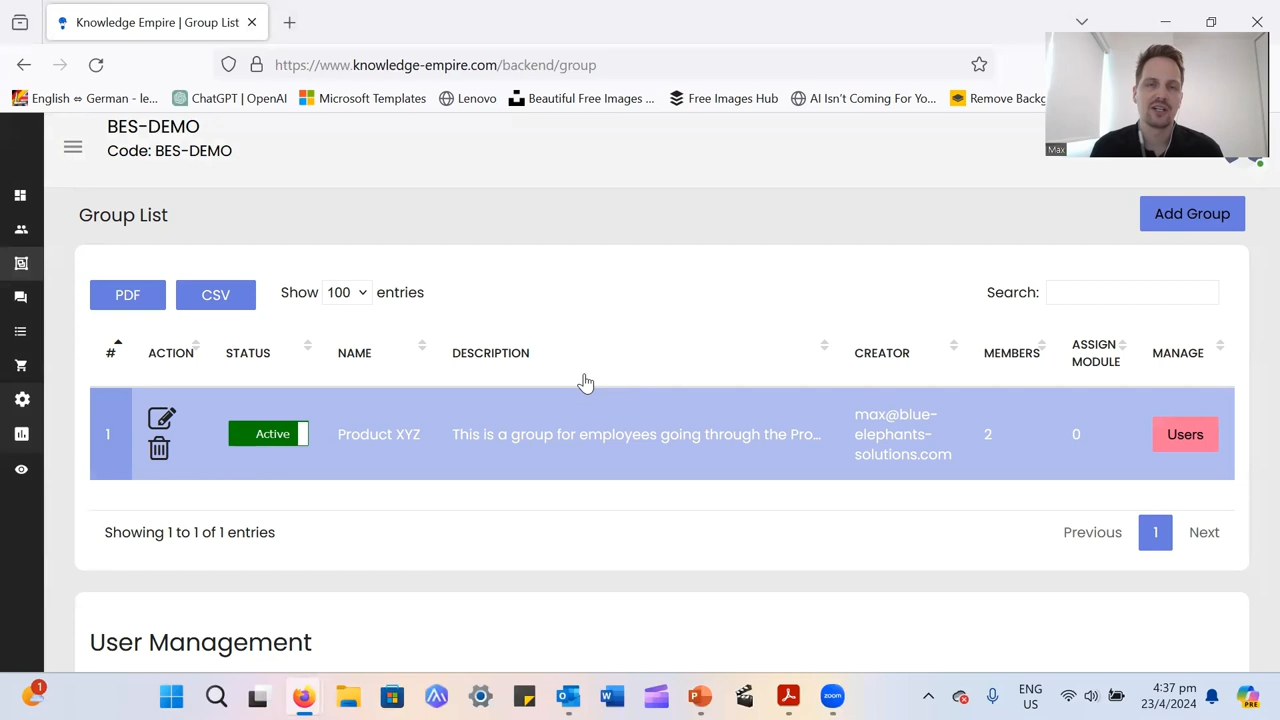 Knowledge Empire | Group List
https://www.knowledge-empire.com/backend/group
English ⇔ German - le...
ChatGPT | OpenAI
Microsoft Templates
Lenovo
Beautiful Free Images ...
Free Images Hub
AI Isn't Coming For Yo...
Remove Backg
Max
BES-DEMO
Code: BES-DEMO
Group List
Add Group
PDF
CSV
Show 100 entries
Search:
#
ACTION
STATUS
NAME
DESCRIPTION
CREATOR
MEMBERS
ASSIGN
MODULE
MANAGE
1
Active
Product XYZ
This is a group for employees going through the Pro...
max@blue-
elephants-
solutions.com
2
0
Users
Showing 1 to 1 of 1 entries
Previous
1
Next
User Management
1
ENG
US
4:37 pm
23/4/2024
PRE